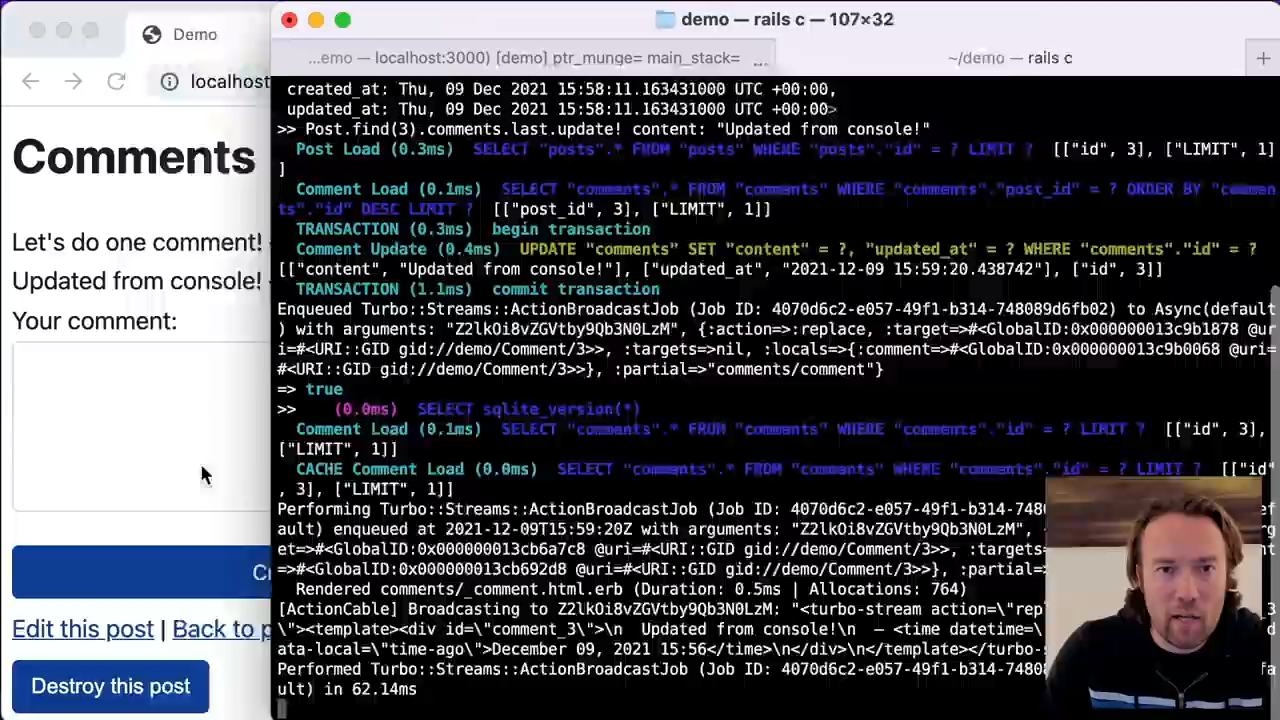 Demo
localhost
Comments
Let's do one comment!
Updated from console!
Your comment:
Edit this post | Back to p
Destroy this post
demo — rails c — 107×32
...emo — localhost:3000) [demo] ptr_munge= main_stack= ...
~/demo — rails c
created_at: Thu, 09 Dec 2021 15:58:11.163431000 UTC +00:00,
updated_at: Thu, 09 Dec 2021 15:58:11.163431000 UTC +00:00>
>> Post.find(3).comments.last.update! content: "Updated from console!"
Post Load (0.3ms) SELECT "posts".* FROM "posts" WHERE "posts"."id" = ? LIMIT ? [["id", 3], ["LIMIT", 1]
]
Comment Load (0.1ms) SELECT "comments".* FROM "comments" WHERE "comments"."post_id" = ? ORDER BY "commen
ts"."id" DESC LIMIT ? [["post_id", 3], ["LIMIT", 1]]
TRANSACTION (0.3ms) begin transaction
Comment Update (0.4ms) UPDATE "comments" SET "content" = ?, "updated_at" = ? WHERE "comments"."id" = ?
[["content", "Updated from console!"], ["updated_at", "2021-12-09 15:59:20.438742"], ["id", 3]]
TRANSACTION (1.1ms) commit transaction
Enqueued Turbo::Streams::ActionBroadcastJob (Job ID: 4070d6c2-e057-49f1-b314-748089d6fb02) to Async(default
) with arguments: "Z2lkOi8vZGVtby9Qb3N0LzM", {:action=>:replace, :target=>#<GlobalID:0x000000013c9b1878 @ur
i=#<URI::GID gid://demo/Comment/3>>, :targets=>nil, :locals=>{:comment=>#<GlobalID:0x000000013c9b0068 @uri=
#<URI::GID gid://demo/Comment/3>>}, :partial=>"comments/comment"}
=> true
>> (0.0ms) SELECT sqlite_version(*)
Comment Load (0.1ms) SELECT "comments".* FROM "comments" WHERE "comments"."id" = ? LIMIT ? [["id", 3],
["LIMIT", 1]]
CACHE Comment Load (0.0ms) SELECT "comments".* FROM "comments" WHERE "comments"."id" = ? LIMIT ? [["id"
, 3], ["LIMIT", 1]]
Performing Turbo::Streams::ActionBroadcastJob (Job ID: 4070d6c2-e057-49f1-b314-7480 ef
ault) enqueued at 2021-12-09T15:59:20Z with arguments: "Z2lkOi8vZGVtby9Qb3N0LzM",
et=>#<GlobalID:0x000000013cb6a7c8 @uri=#<URI::GID gid://demo/Comment/3>>, :targets=
ent=>#<GlobalID:0x000000013cb692d8 @uri=#<URI::GID gid://demo/Comment/3>>}, :partial=
Rendered comments/_comment.html.erb (Duration: 0.5ms | Allocations: 764)
[ActionCable] Broadcasting to Z2lkOi8vZGVtby9Qb3N0LzM: "<turbo-stream action=\"rep 3
\"><template><div id=\"comment_3\">\n Updated from console!\n — <time datetime=\
ata-local=\"time-ago\">December 09, 2021 15:56</time>\n</div>\n</template></turbo-s
Performed Turbo::Streams::ActionBroadcastJob (Job ID: 4070d6c2-e057-49f1-b314-7480 fa
ult) in 62.14ms